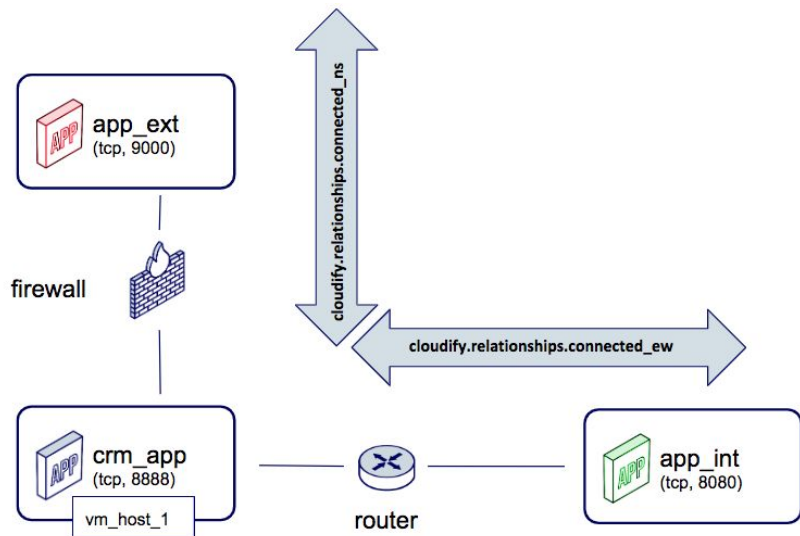 cloudify.relationships.connected_ns
APP
app_ext
(tcp, 9000)
firewall
cloudify.relationships.connected_ew
APP
crm_app
(tcp, 8888)
vm_host_1
router
APP
app_int
(tcp, 8080)